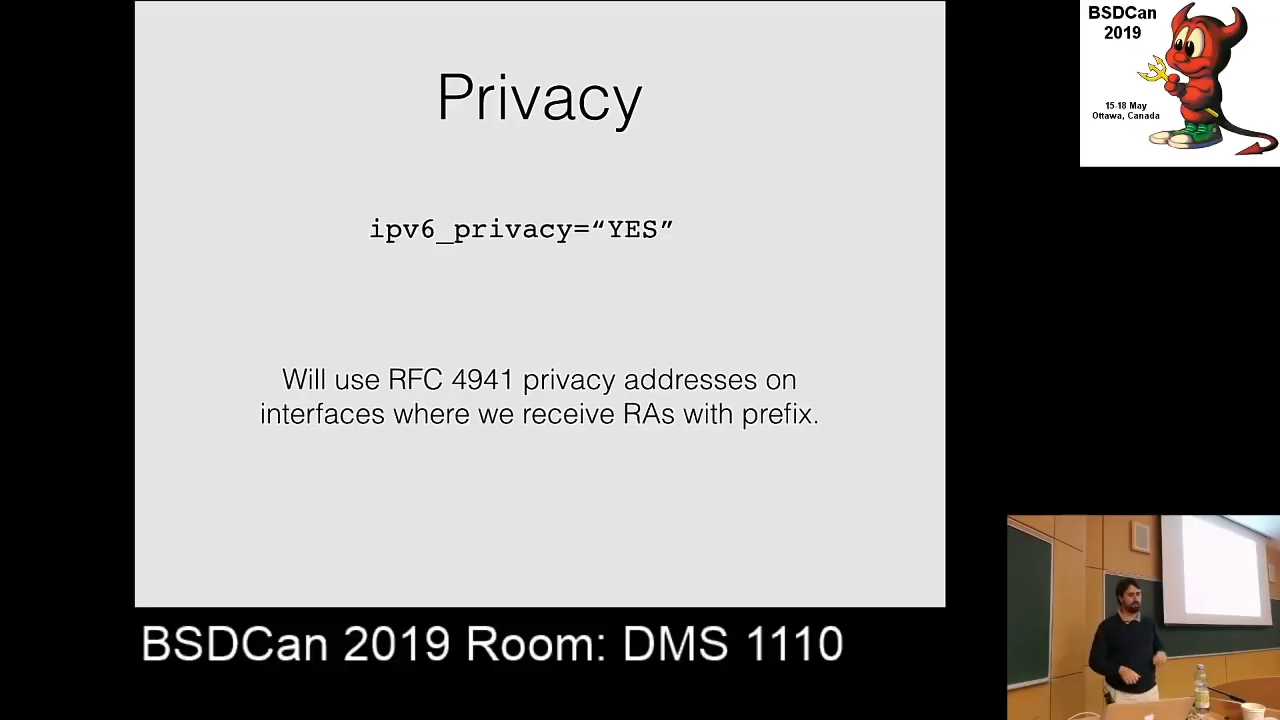 Privacy
ipv6_privacy=“YES”
Will use RFC 4941 privacy addresses on
interfaces where we receive RAs with prefix.
BSDCan
2019
15-18 May
Ottawa, Canada
BSDCan 2019 Room: DMS 1110